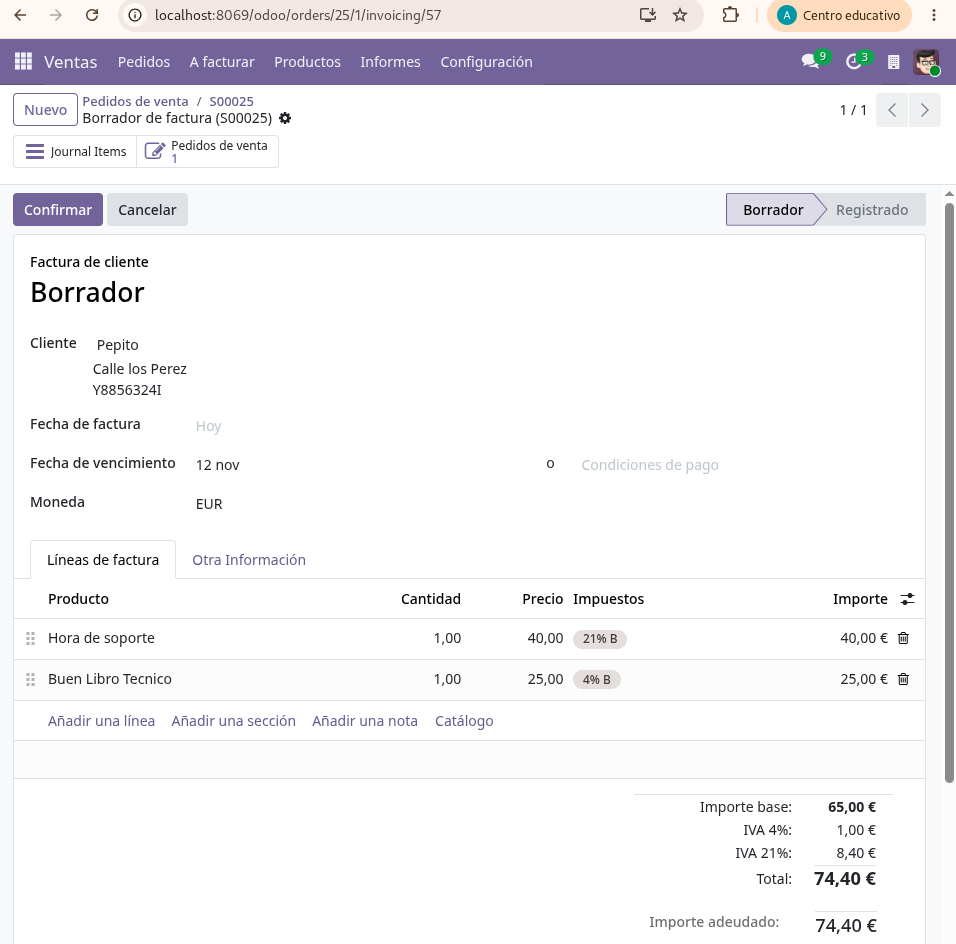 localhost:8069/odoo/orders/25/1/invoicing/57
A Centro educativo
Ventas Pedidos A facturar Productos Informes Configuración 9 3
Nuevo Pedidos de venta / S00025
Borrador de factura (S00025) 1 / 1
Journal Items Pedidos de venta
1
Confirmar Cancelar Borrador Registrado
Factura de cliente
Borrador
Cliente Pepito
Calle los Perez
Y8856324I
Fecha de factura Hoy
Fecha de vencimiento 12 nov o Condiciones de pago
Moneda EUR
Líneas de factura Otra Información
Producto Cantidad Precio Impuestos Importe
Hora de soporte 1,00 40,00 21% B 40,00 €
Buen Libro Tecnico 1,00 25,00 4% B 25,00 €
Añadir una línea Añadir una sección Añadir una nota Catálogo
Importe base: 65,00 €
IVA 4%: 1,00 €
IVA 21%: 8,40 €
Total: 74,40 €
Importe adeudado: 74,40 €